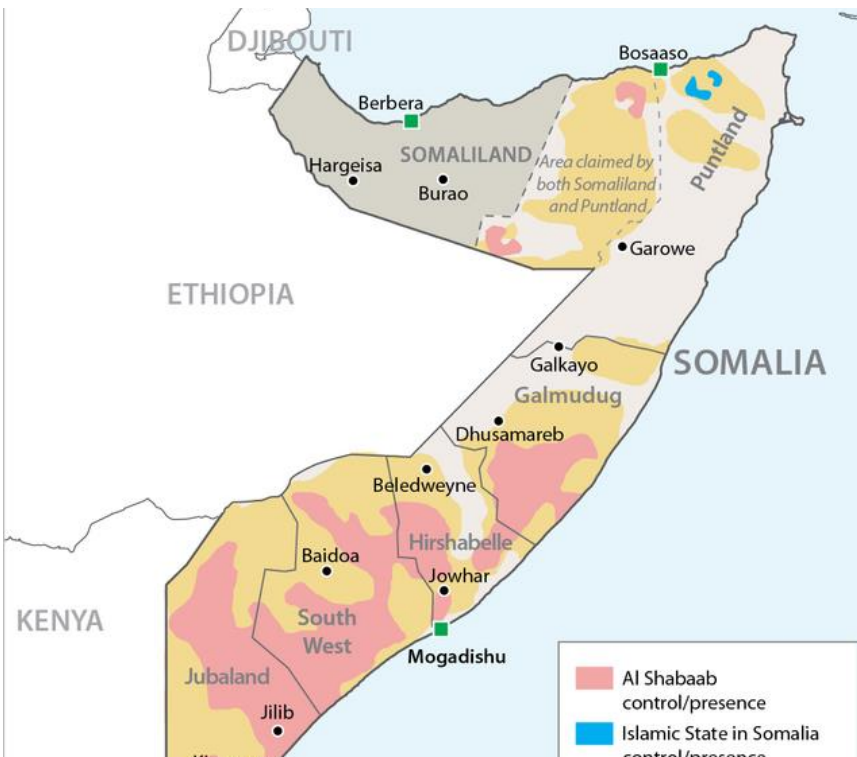 DJIBOUTI
Bosaaso
Berbera
SOMALILAND
Puntland
Hargeisa
Burao
Area claimed by
both Somaliland
and Puntland
Garowe
ETHIOPIA
Galkayo
SOMALIA
Galmudug
Dhusamareb
Beledweyne
Hirshabelle
Baidoa
Jowhar
KENYA
South
West
Mogadishu
Jubaland
Al Shabaab
control/presence
Jilib
Islamic State in Somalia
control/presence